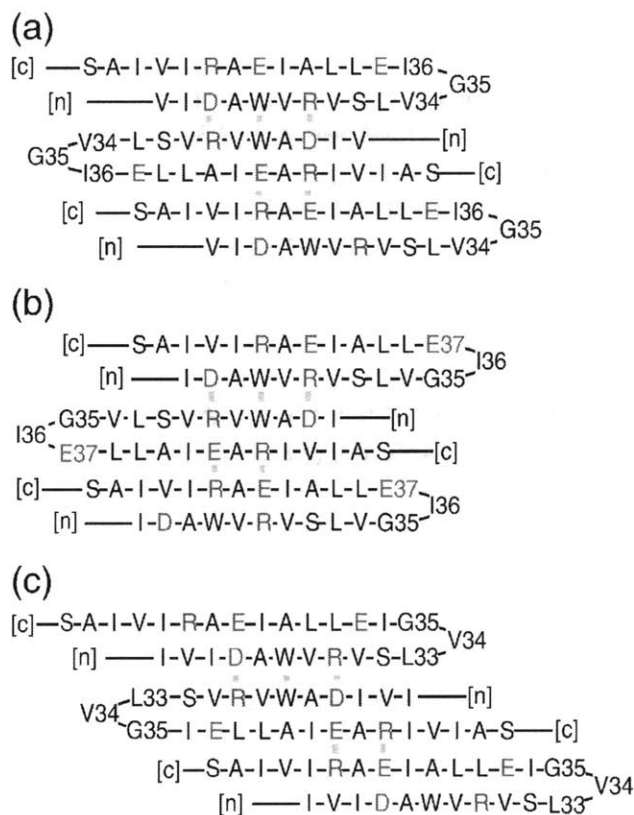 (a)
[c] —S-A-I-V-I-R-A-E-I-A-L-L-E-I36
G35
[n] —V-I-D-A-W-V-R-V-S-L-V34
V34-L-S-V-R-V-W-A-D-I-V—[n]
G35
I36-E-L-L-A-I-E-A-R-I-V-I-A-S—[c]
[c] —S-A-I-V-I-R-A-E-I-A-L-L-E-I36
G35
[n] —V-I-D-A-W-V-R-V-S-L-V34
(b)
[c]—S-A-I-V-I-R-A-E-I-A-L-L-E37
I36
[n] —I-D-A-W-V-R-V-S-L-V-G35
G35-V-L-S-V-R-V-W-A-D-I—[n]
I36
E37-L-L-A-I-E-A-R-I-V-I-A-S—[c]
[c]—S-A-I-V-I-R-A-E-I-A-L-L-E37
I36
[n] —I-D-A-W-V-R-V-S-L-V-G35
(c)
[c]—S-A-I-V-I-R-A-E-I-A-L-L-E-I-G35
V34
[n] —I-V-I-D-A-W-V-R-V-S-L33
L33-S-V-R-V-W-A-D-I-V-I—[n]
V34
G35-I-E-L-L-A-I-E-A-R-I-V-I-A-S—[c]
[c]—S-A-I-V-I-R-A-E-I-A-L-L-E-I-G35
V34
[n] —I-V-I-D-A-W-V-R-V-S-L33